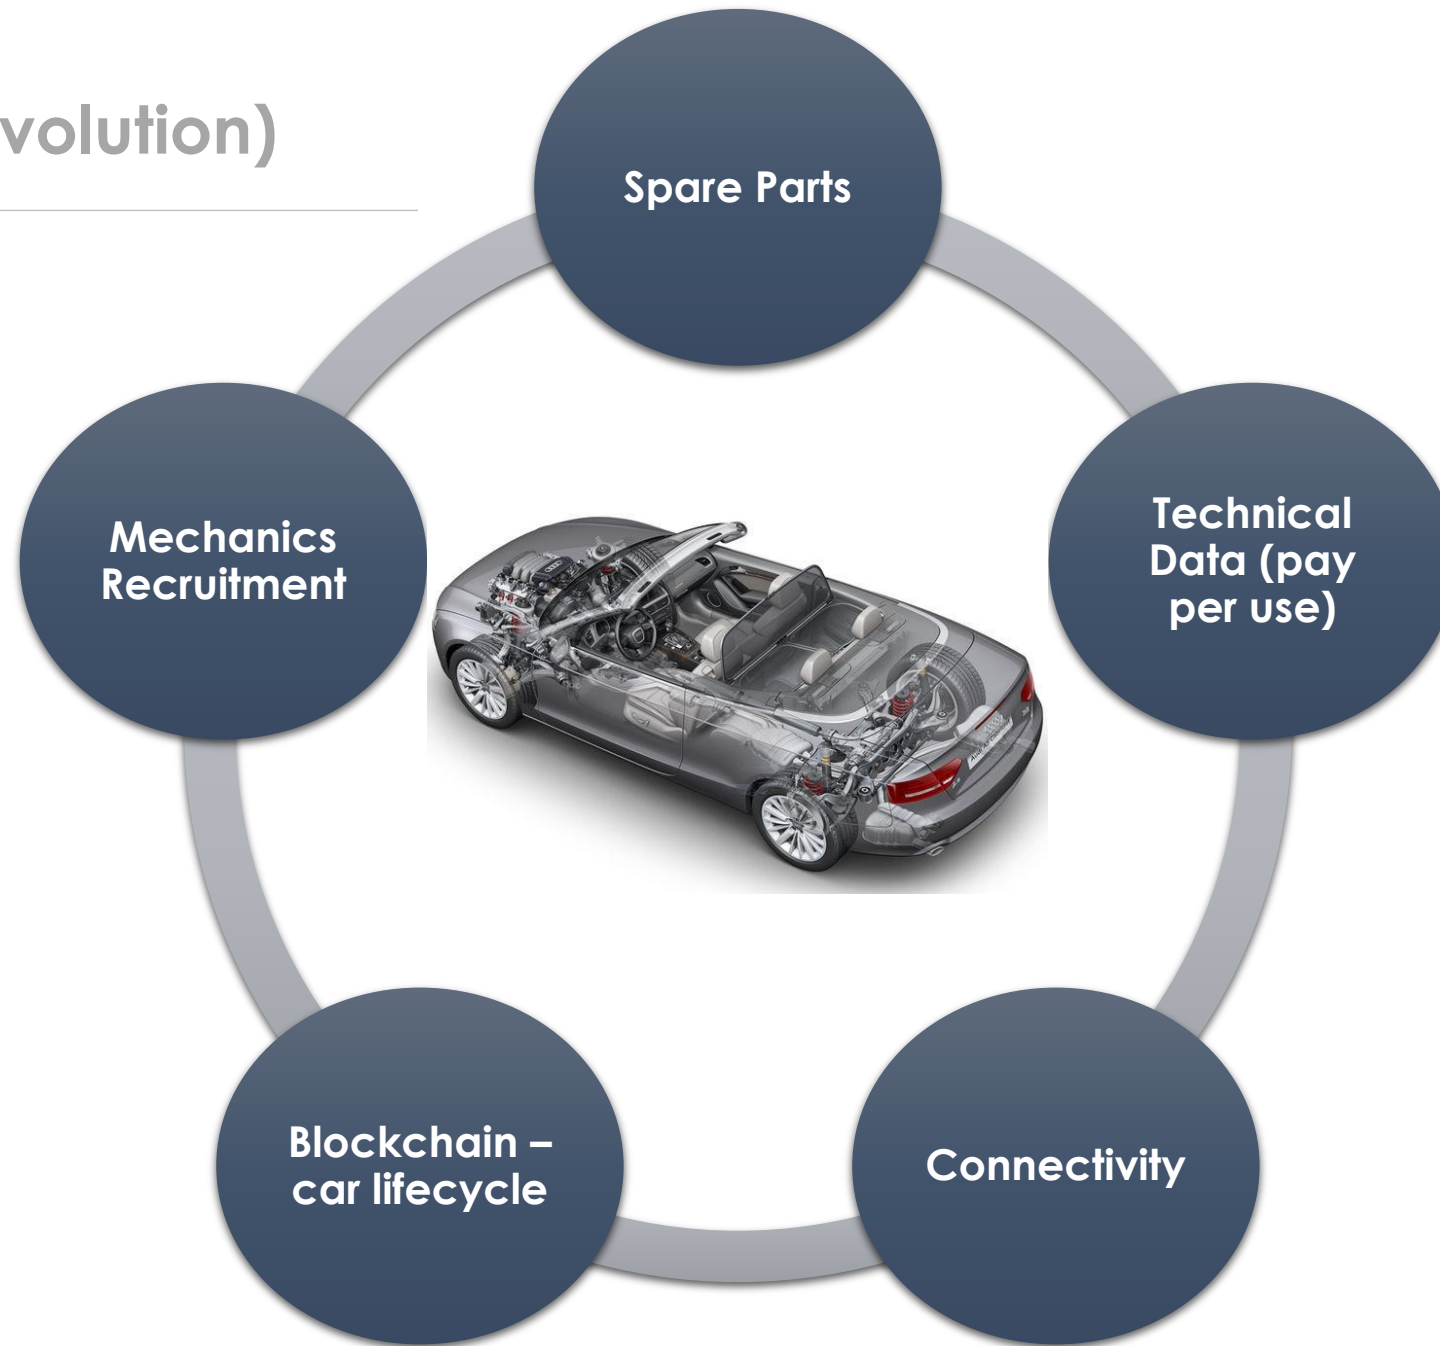 volution)
Spare Parts
Technical
Data (pay
per use)
Connectivity
Blockchain –
car lifecycle
Mechanics
Recruitment